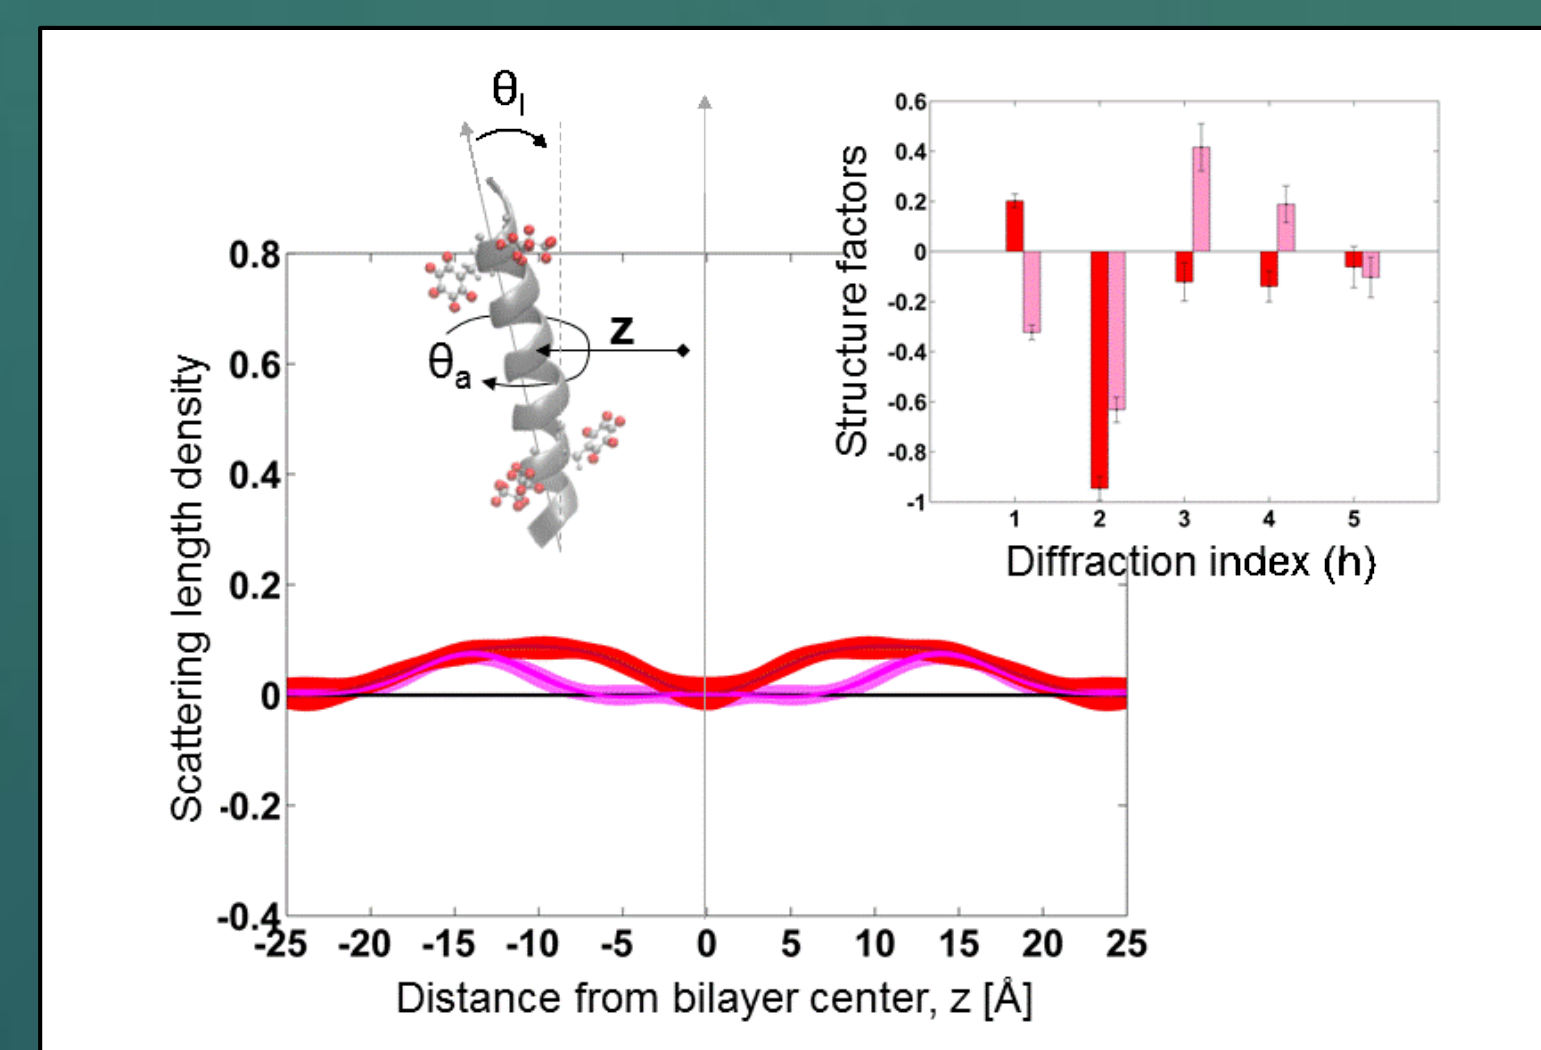 θl
z
θa
0.8
0.6
0.4
0.2
0
-0.2
-0.4
Scattering length density
-25 -20 -15 -10 -5 0 5 10 15 20 25
Distance from bilayer center, z [Å]
0.6
0.4
0.2
0
-0.2
-0.4
-0.6
-0.8
-1
Structure factors
1 2 3 4 5
Diffraction index (h)